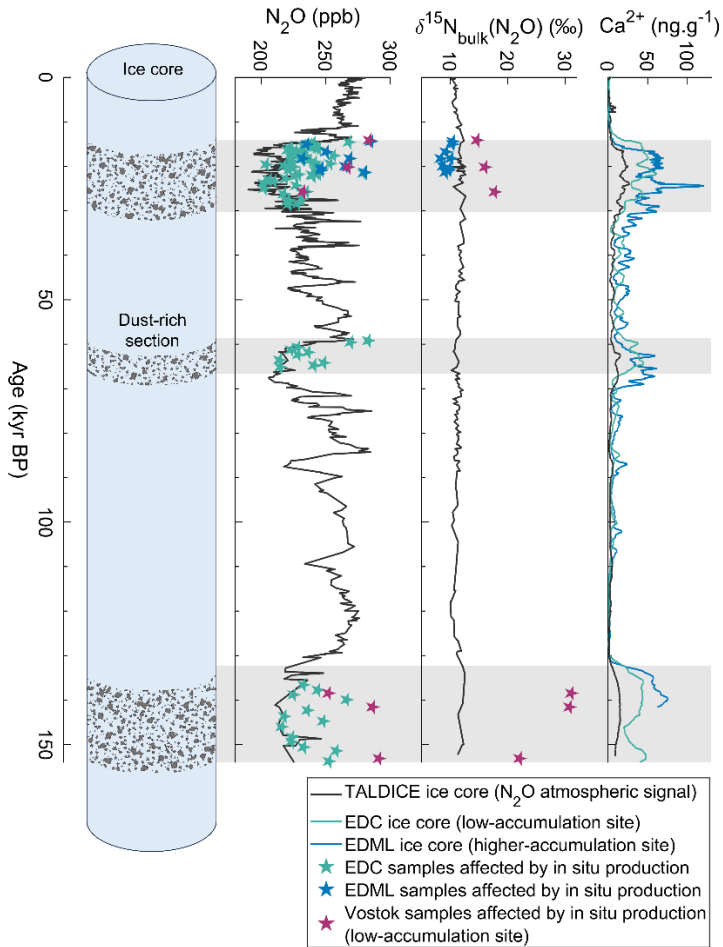 N₂O (ppb)
δ¹⁵N_bulk(N₂O) (‰)
Ca²⁺ (ng.g⁻¹)
200 250 300
10 20 30
0 50 100
0
Ice core
50
Dust-rich
section
Age (kyr BP)
100
150
TALDICE ice core (N₂O atmospheric signal)
EDC ice core (low-accumulation site)
EDML ice core (higher-accumulation site)
EDC samples affected by in situ production
EDML samples affected by in situ production
Vostok samples affected by in situ production
(low-accumulation site)